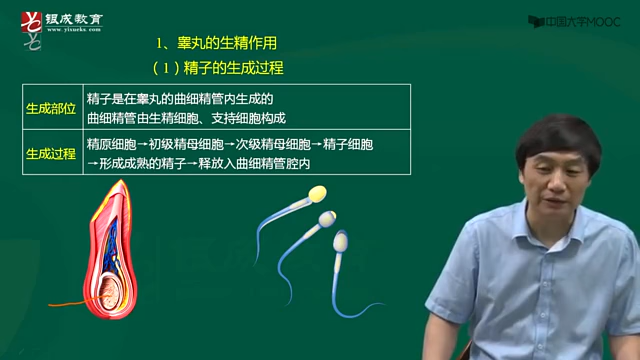 银成教育
www.yixueks.com
中国大学MOOC
1、睾丸的生精作用
（1）精子的生成过程
生成部位
精子是在睾丸的曲细精管内生成的
曲细精管由生精细胞、支持细胞构成
生成过程
精原细胞→初级精母细胞→次级精母细胞→精子细胞
→形成成熟的精子→释放入曲细精管腔内